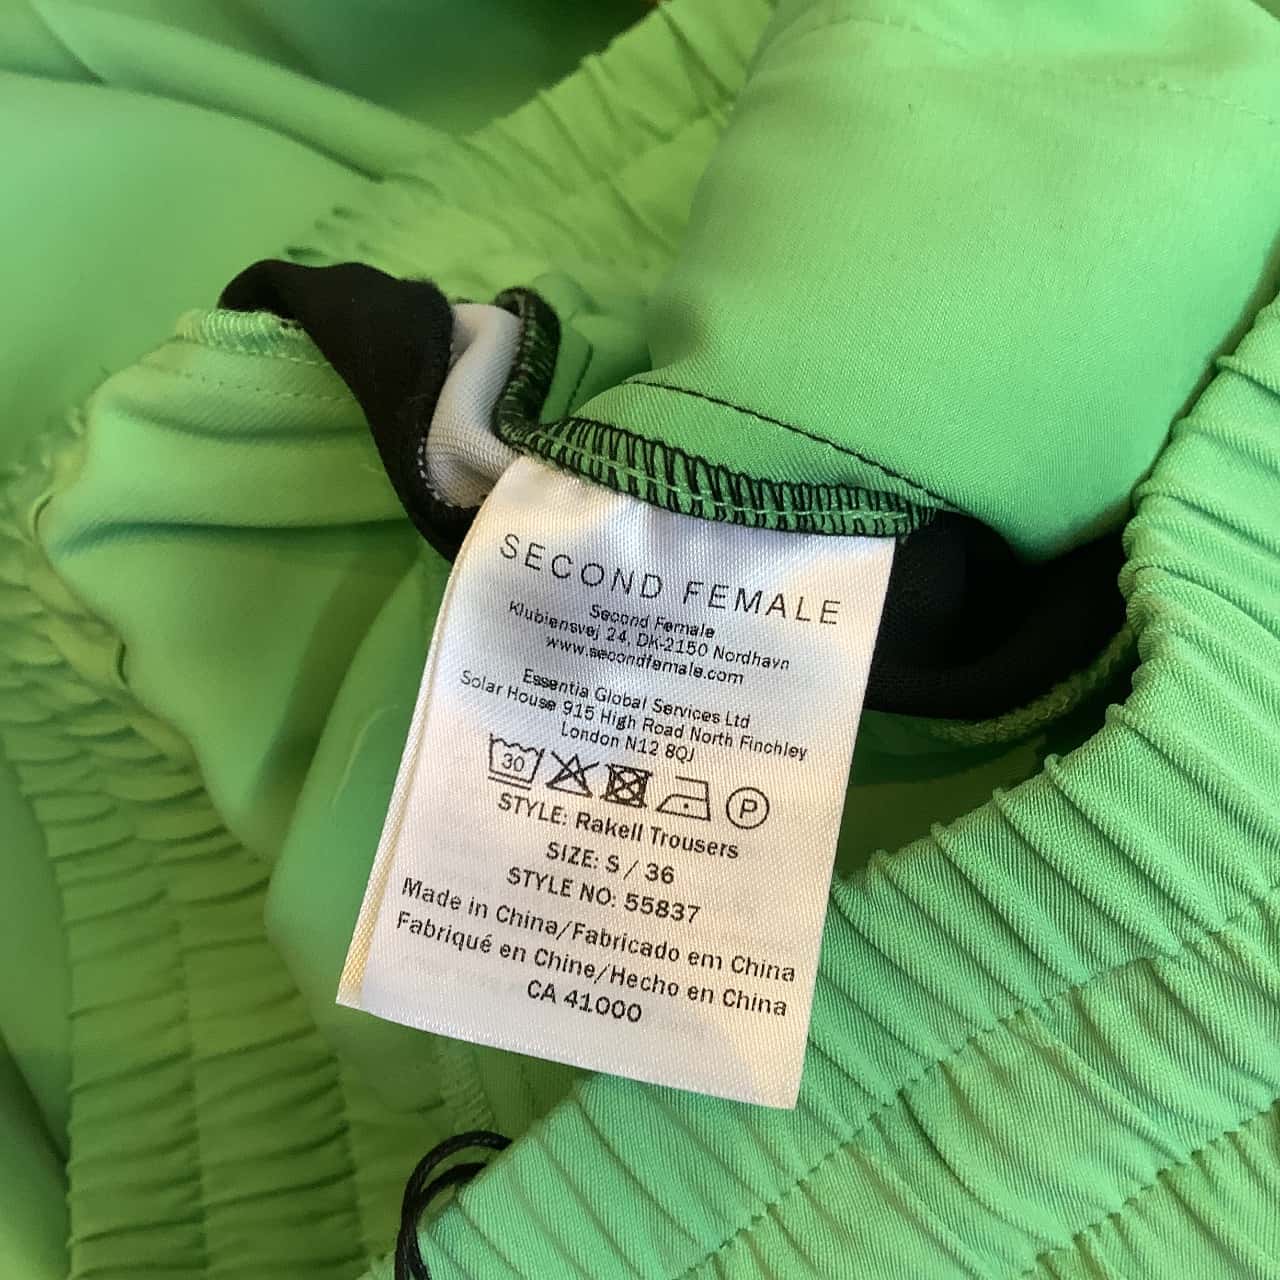 SECOND FEMALE
Second Female
Klubiensvej 24, DK-2150 Nordhavn
www.secondfemale.com
Essentia Global Services Ltd
Solar House 915 High Road North Finchley
London N12 8QJ
30 P
STYLE: Rakell Trousers
SIZE: S / 36
STYLE NO: 55837
Made in China/Fabricado em China
Fabriqué en Chine/Hecho en China
CA 41000